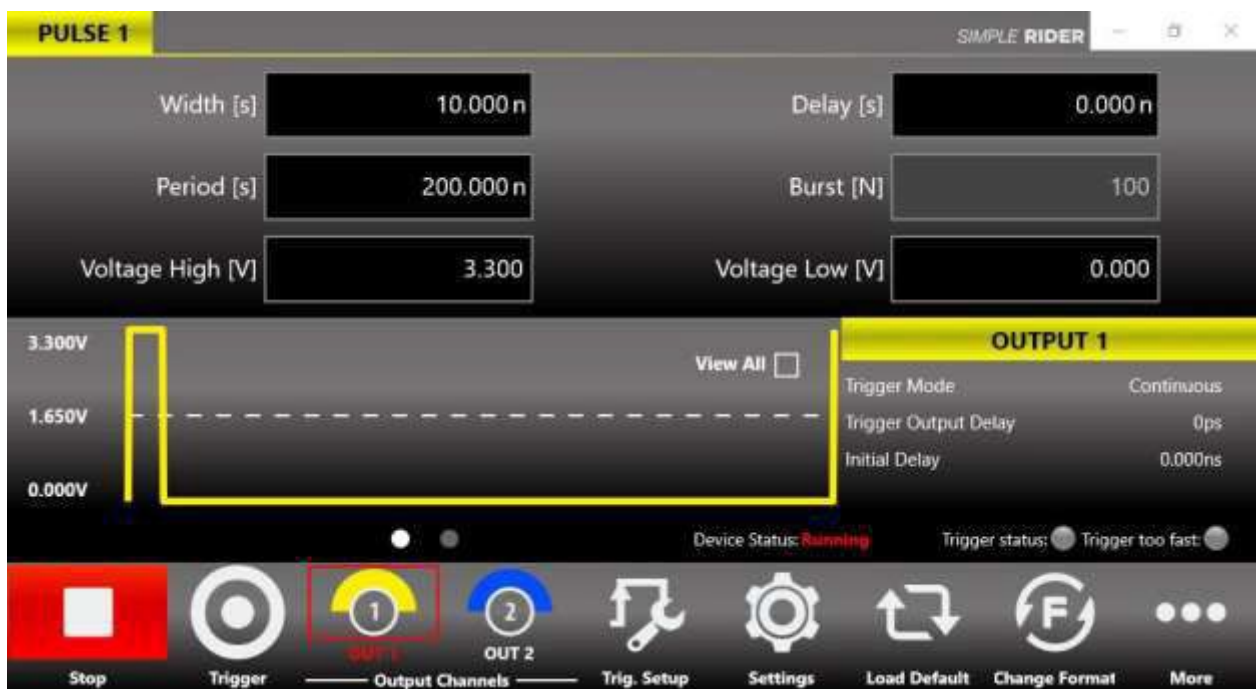 PULSE 1
SIMPLE RIDER
Width [s] 10.000 n Delay [s] 0.000 n
Period [s] 200.000 n Burst [N] 100
Voltage High [V] 3.300 Voltage Low [V] 0.000
3.300V
View All
1.650V
0.000V
OUTPUT 1
Trigger Mode Continuous
Trigger Output Delay 0ps
Initial Delay 0.000ns
Device Status: Running Trigger status: Trigger too fast:
1 2 F
OUT 1 OUT 2
Stop Trigger Output Channels Trig. Setup Settings Load Default Change Format More